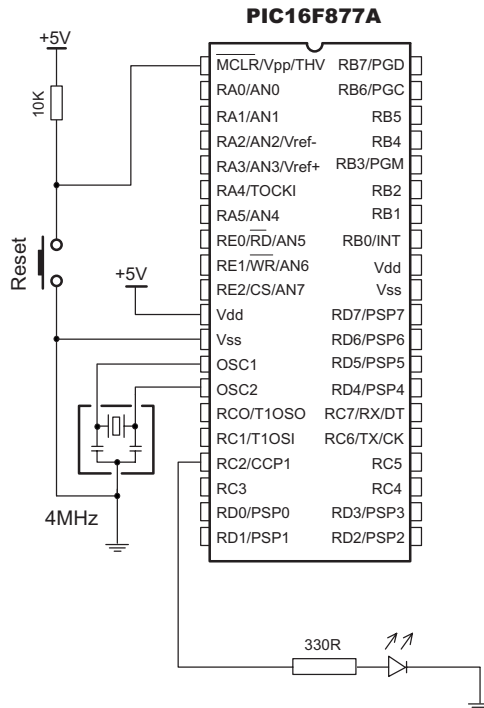 PIC16F877A
+5V
10K
Reset
+5V
4MHz
MCLR/Vpp/THV
RA0/AN0
RA1/AN1
RA2/AN2/Vref-
RA3/AN3/Vref+
RA4/TOCKI
RA5/AN4
RE0/RD/AN5
RE1/WR/AN6
RE2/CS/AN7
Vdd
Vss
OSC1
OSC2
RCO/T1OSO
RC1/T1OSI
RC2/CCP1
RC3
RD0/PSP0
RD1/PSP1
RB7/PGD
RB6/PGC
RB5
RB4
RB3/PGM
RB2
RB1
RB0/INT
Vdd
Vss
RD7/PSP7
RD6/PSP6
RD5/PSP5
RD4/PSP4
RC7/RX/DT
RC6/TX/CK
RC5
RC4
RD3/PSP3
RD2/PSP2
330R